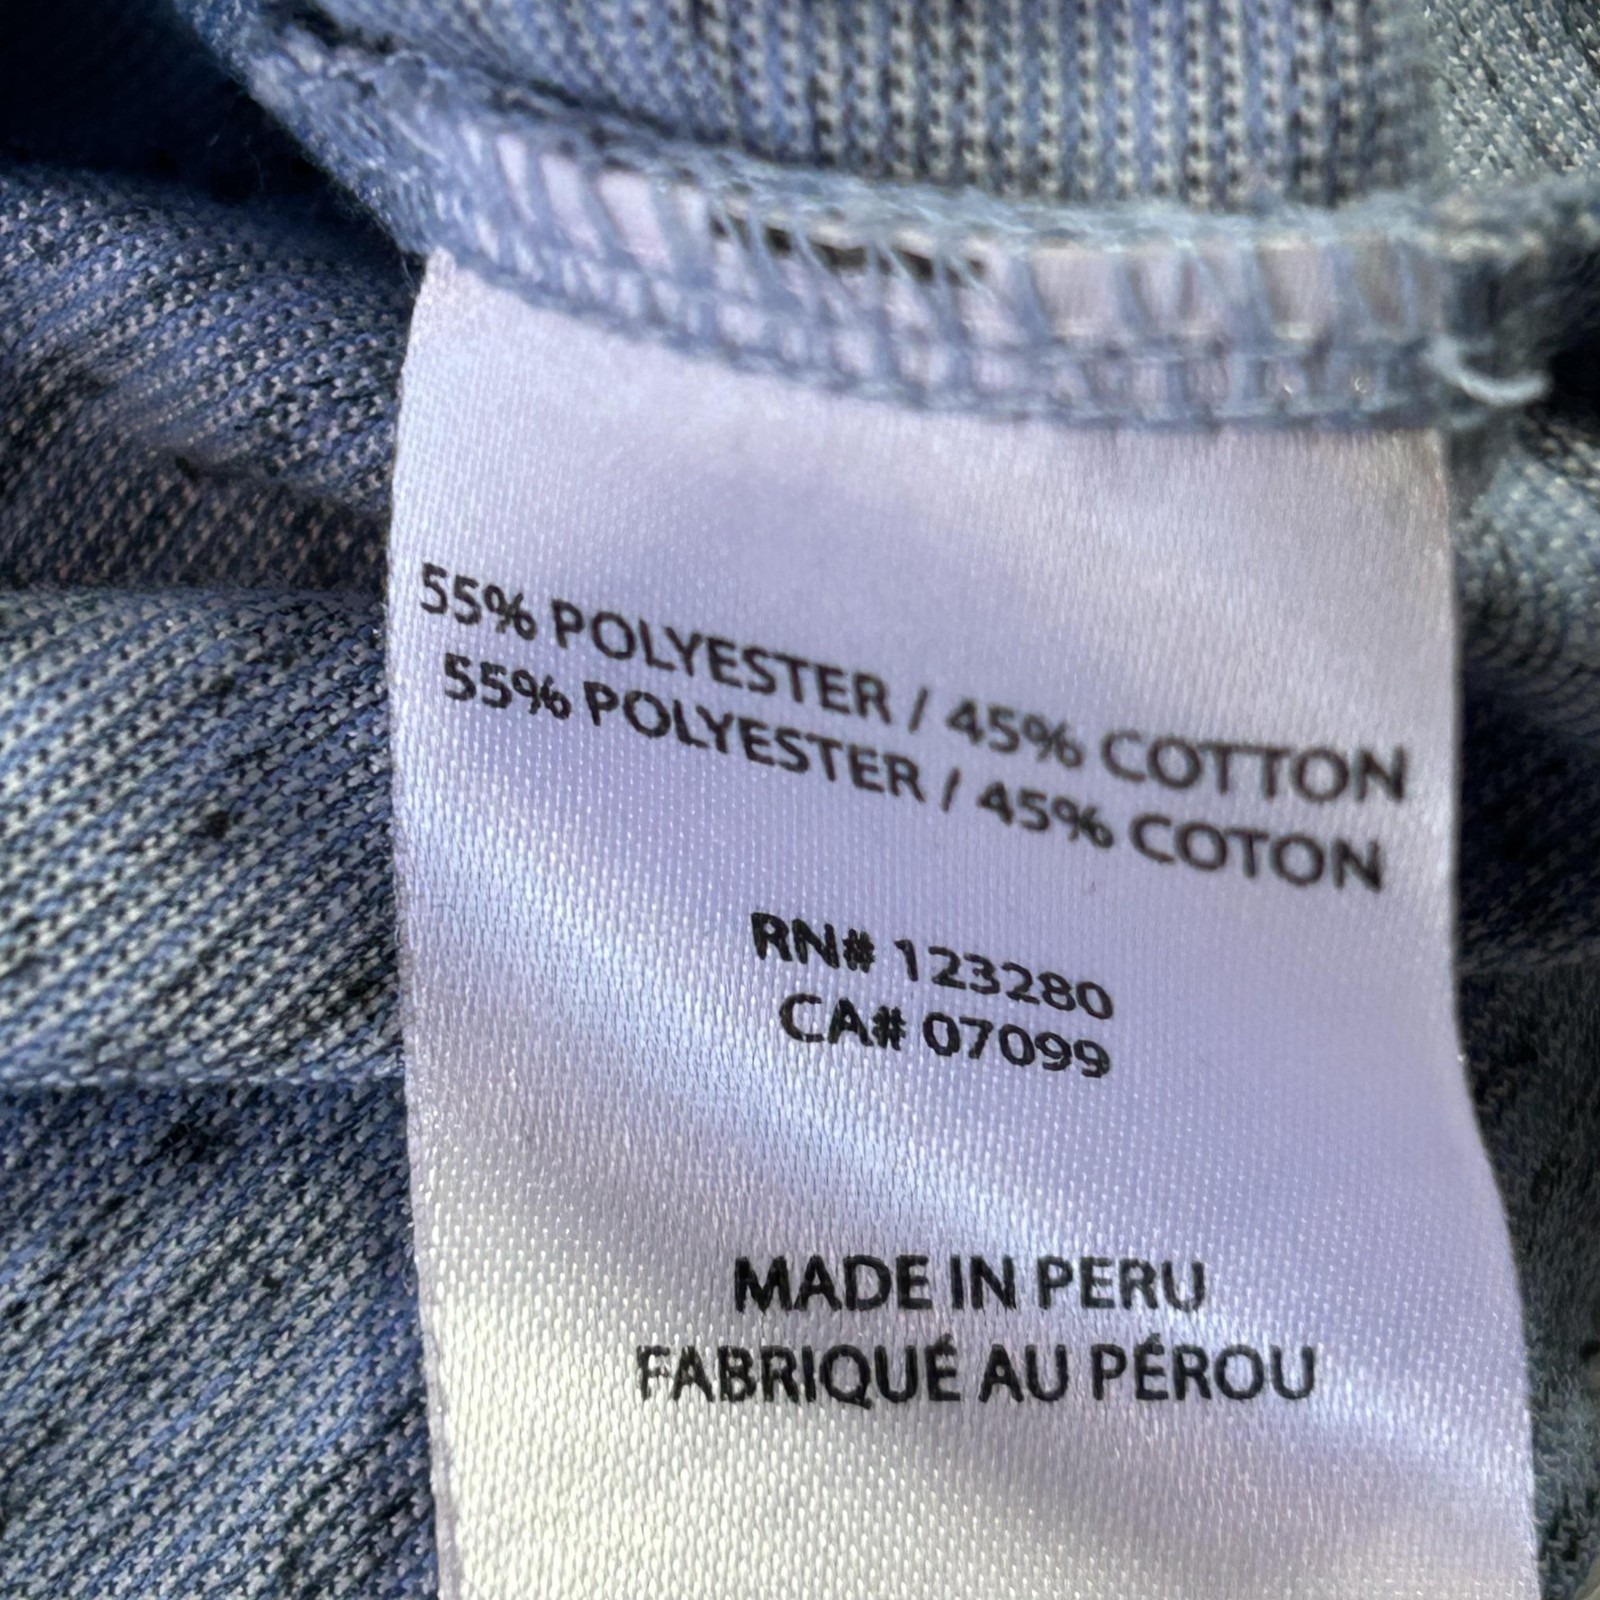 55% POLYESTER / 45% COTTON
55% POLYESTER / 45% COTON
RN# 123280
CA# 07099
MADE IN PERU
FABRIQUÉ AU PÉROU